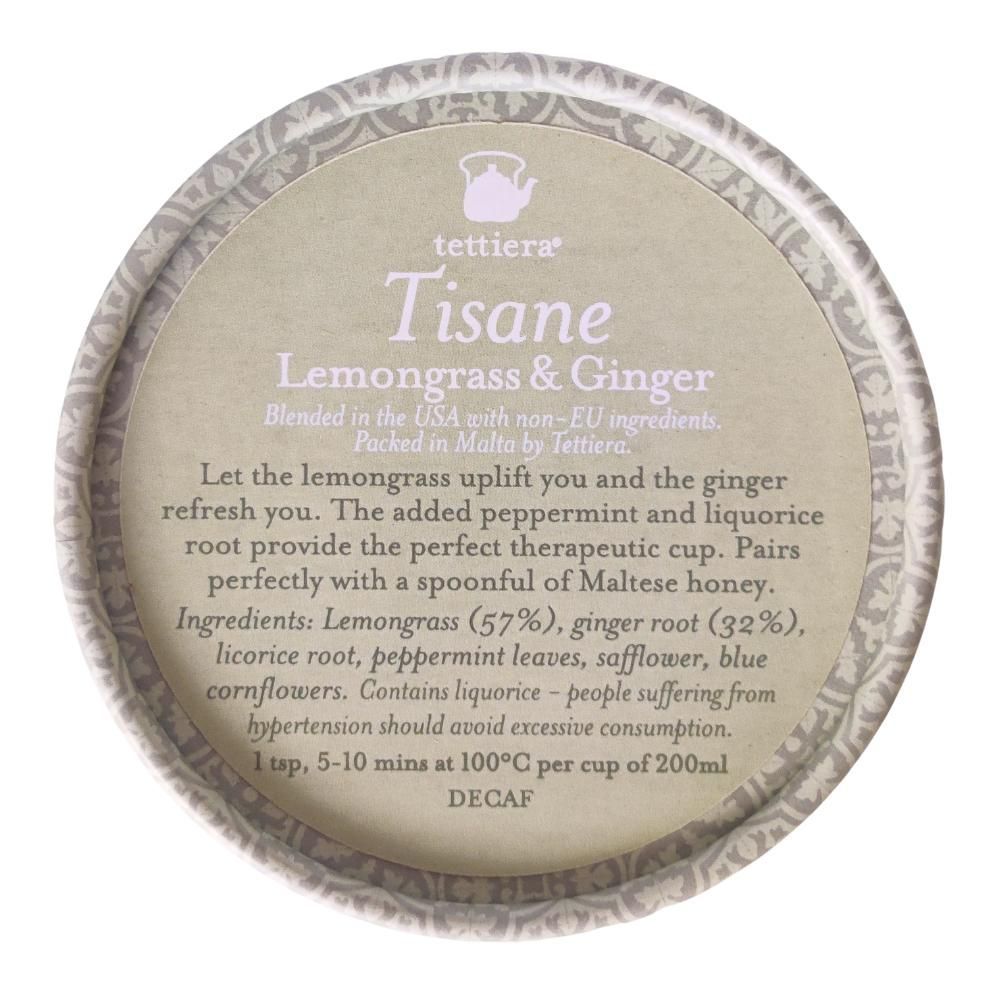 tettiera®
Tisane
Lemongrass & Ginger
Blended in the USA with non-EU ingredients.
Packed in Malta by Tettiera.
Let the lemongrass uplift you and the ginger
refresh you. The added peppermint and liquorice
root provide the perfect therapeutic cup. Pairs
perfectly with a spoonful of Maltese honey.
Ingredients: Lemongrass (57%), ginger root (32%),
licorice root, peppermint leaves, safflower, blue
cornflowers. Contains liquorice – people suffering from
hypertension should avoid excessive consumption.
1 tsp, 5-10 mins at 100°C per cup of 200ml
DECAF